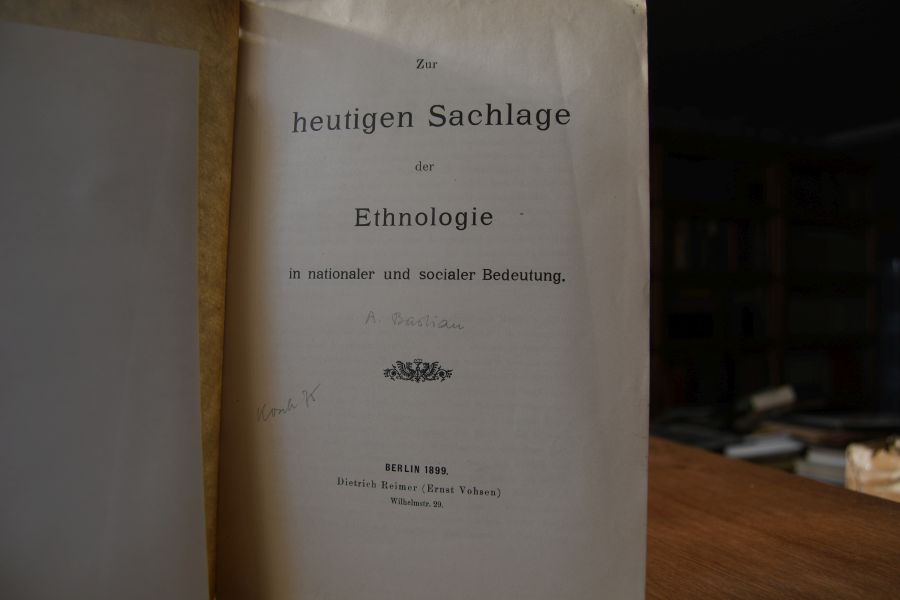 Zur
heutigen Sachlage
der
Ethnologie
in nationaler und socialer Bedeutung.
A. Bastian
BERLIN 1899.
Dietrich Reimer (Ernst Vohsen)
Wilhelmstr. 29.